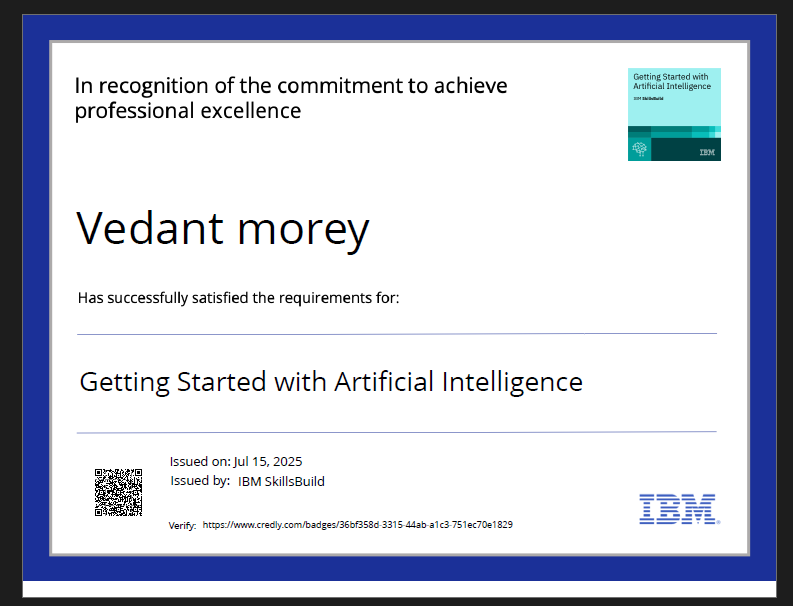 In recognition of the commitment to achieve
professional excellence
Getting Started with
Artificial Intelligence
IBM SkillsBuild
IBM
Vedant morey
Has successfully satisfied the requirements for:
Getting Started with Artificial Intelligence
Issued on: Jul 15, 2025
Issued by: IBM SkillsBuild
Verify: https://www.credly.com/badges/36bf358d-3315-44ab-a1c3-751ec70e1829
IBM®